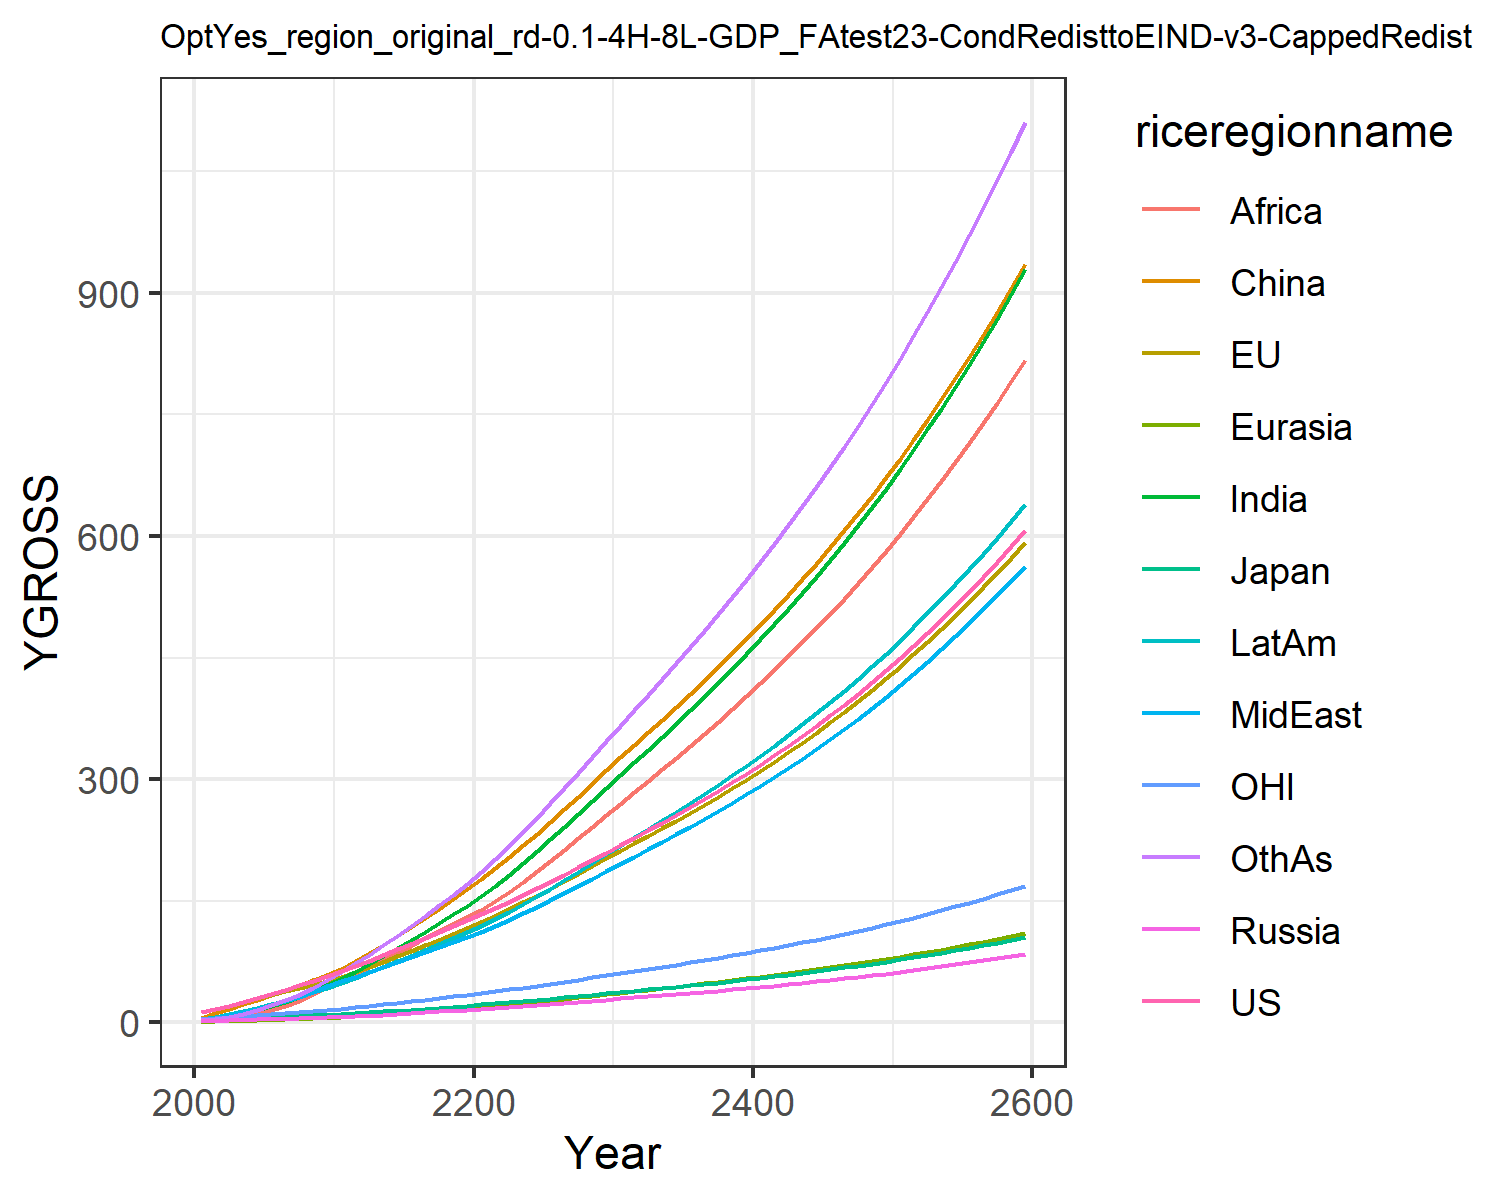 OptYes_region_original_rd-0.1-4H-8L-GDP_FAtest23-CondRedisttoEIND-v3-CappedRedist
riceregionname
Africa
China
EU
Eurasia
India
Japan
LatAm
MidEast
OHI
OthAs
Russia
US
YGROSS
900
600
300
0
2000 2200 2400 2600
Year